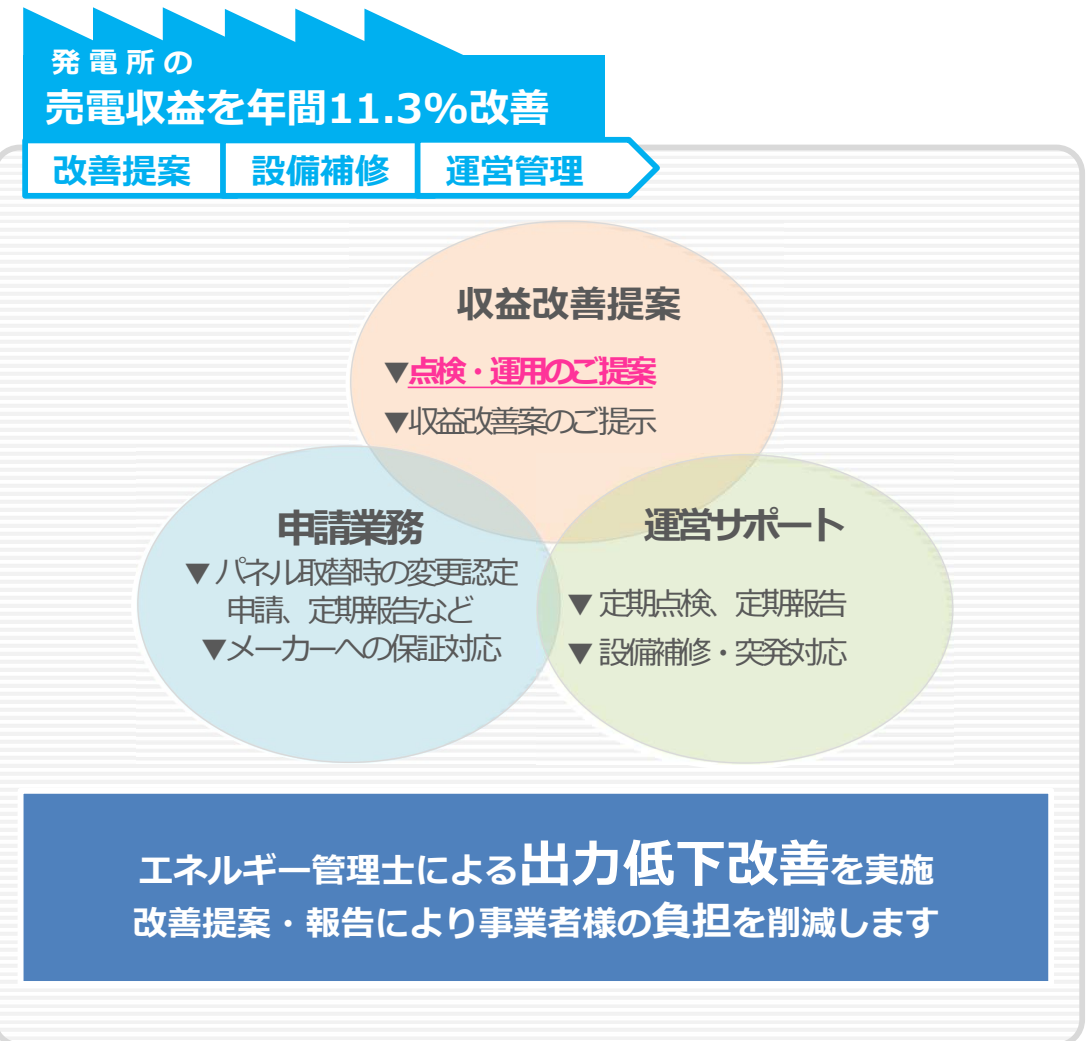 発電所の
売電収益を年間11.3%改善
改善提案 設備補修 運営管理
収益改善提案
▼点検・運用のご提案
▼収益改善案のご提示
申請業務
▼パネル取替時の変更認定
申請、定期報告など
▼メーカーへの保証対応
運営サポート
▼定期点検、定期報告
▼設備補修・突発対応
エネルギー管理士による出力低下改善を実施
改善提案・報告により事業者様の負担を削減します